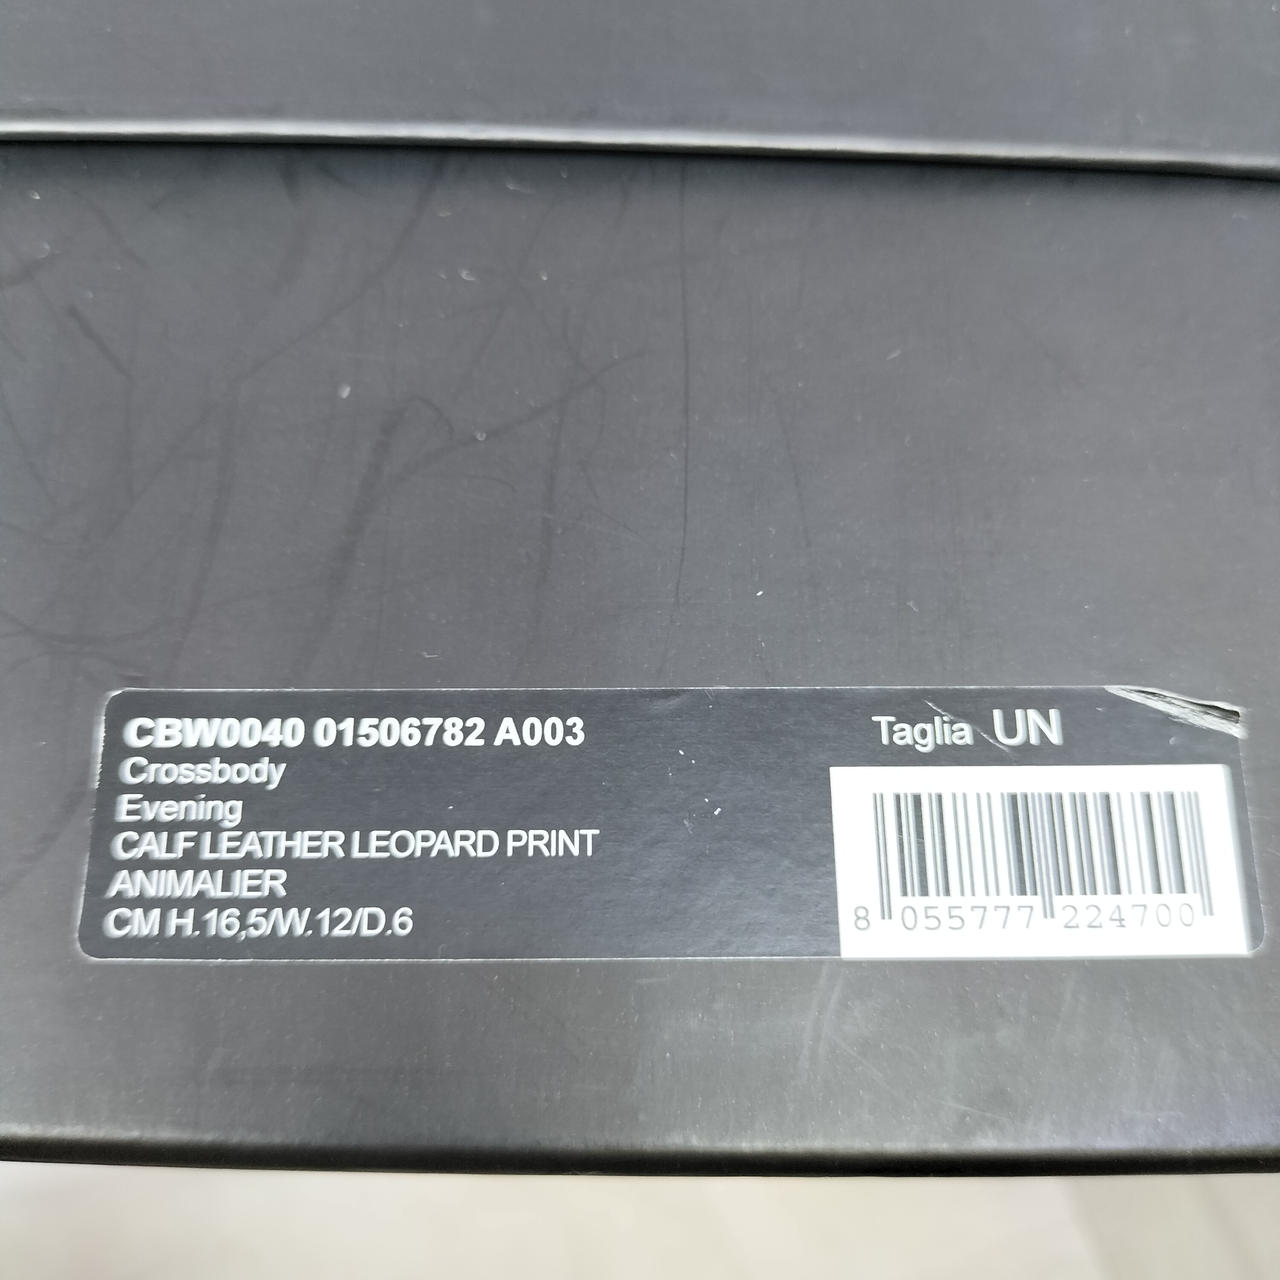 CBW0040 01506782 A003
Crossbody
Evening
CALF LEATHER LEOPARD PRINT
ANIMALIER
CM H.16,5/W.12/D.6
Taglia UN
8 055777 224700